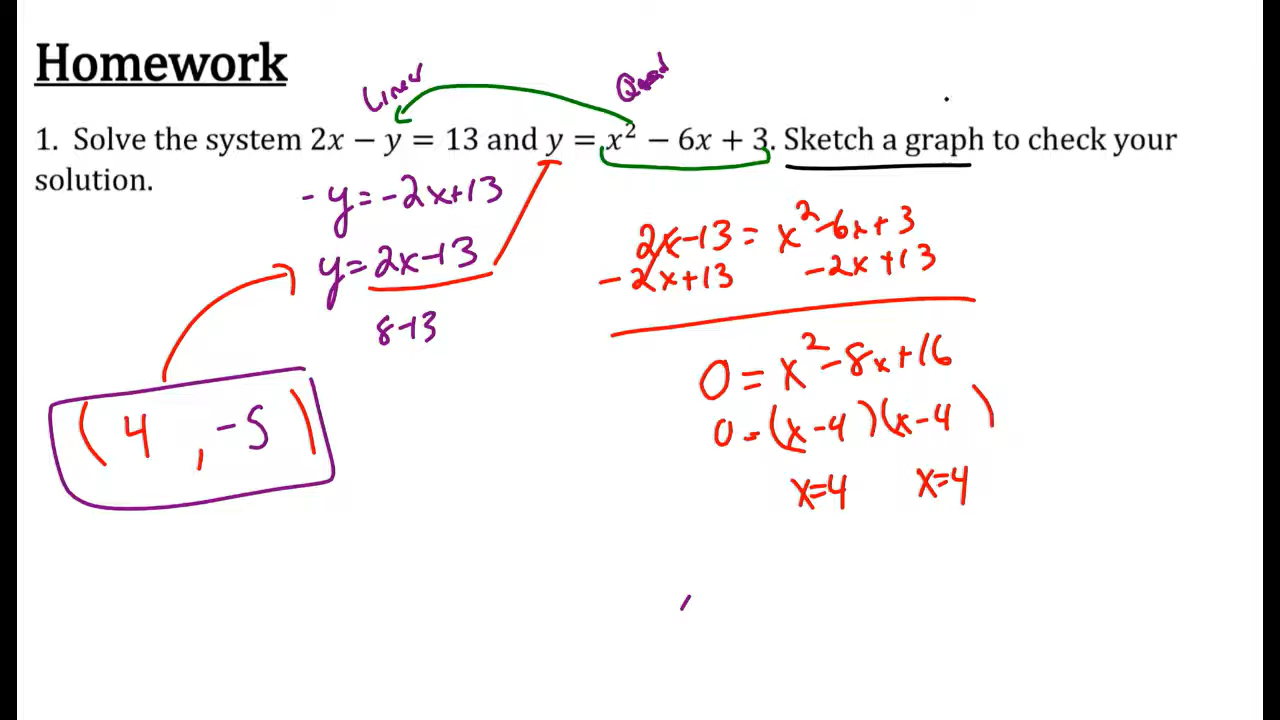 Homework
Linear
Quad
1. Solve the system 2x − y = 13 and y = x² − 6x + 3. Sketch a graph to check your
solution.
-y = -2x+13
y = 2x-13
8-13
(4, -5)
2x-13 = x²-6x+3
-2x+13 -2x+13
0 = x²-8x+16
0 = (x-4)(x-4)
x=4 x=4